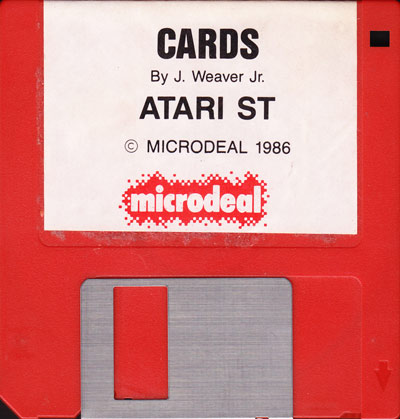 CARDS
By J. Weaver Jr.
ATARI ST
© MICRODEAL 1986
microdeal